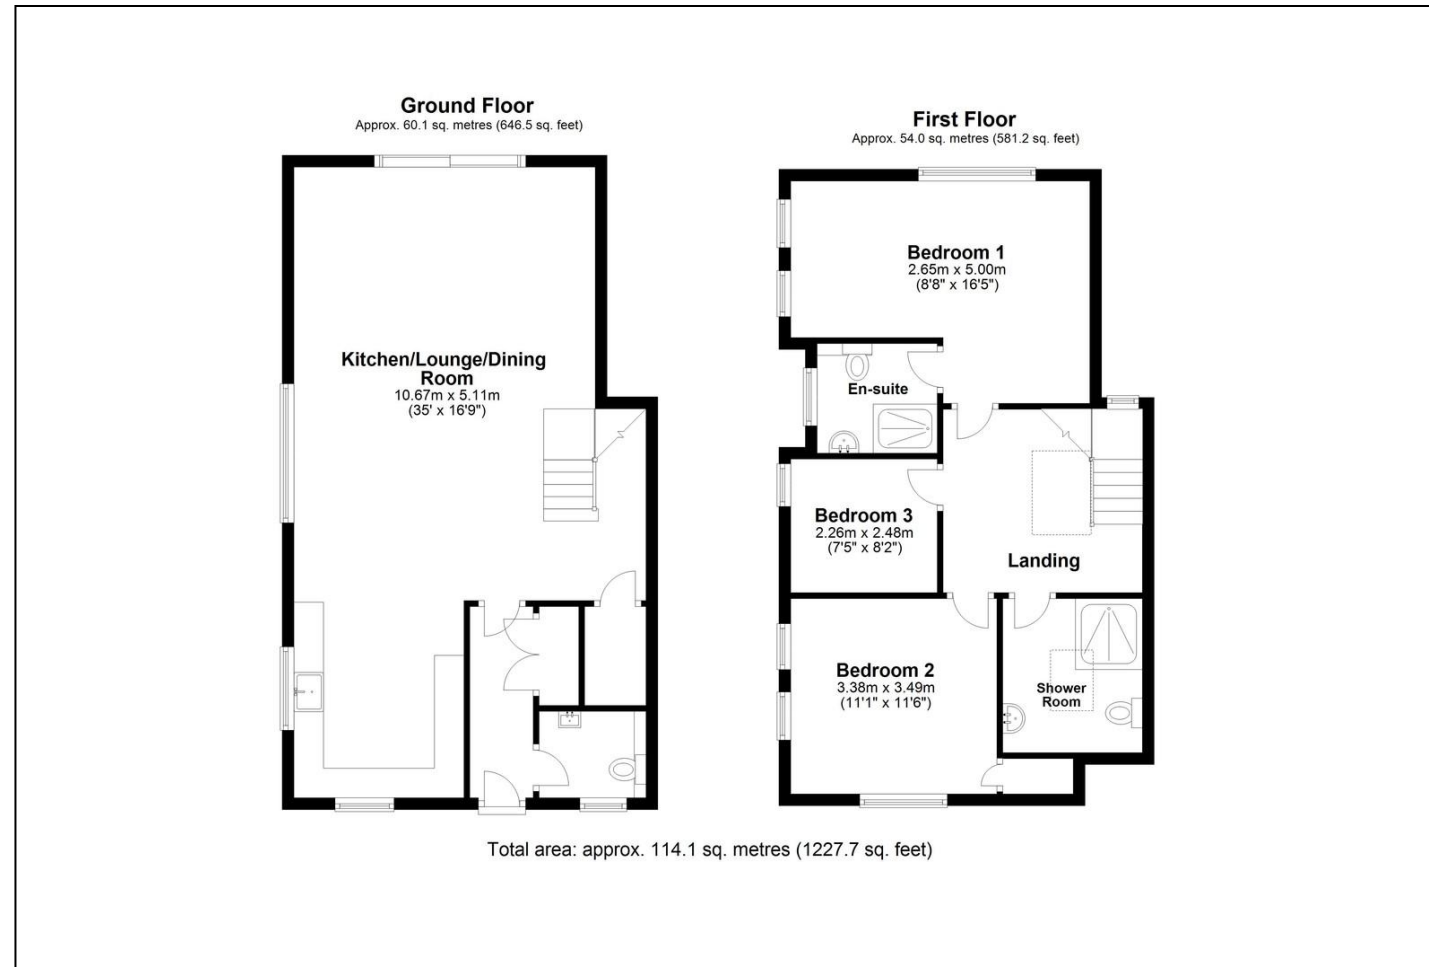 Ground Floor
Approx. 60.1 sq. metres (646.5 sq. feet)
Kitchen/Lounge/Dining
Room
10.67m x 5.11m
(35' x 16'9")
First Floor
Approx. 54.0 sq. metres (581.2 sq. feet)
Bedroom 1
2.65m x 5.00m
(8'8" x 16'5")
En-suite
Bedroom 3
2.26m x 2.48m
(7'5" x 8'2")
Landing
Bedroom 2
3.38m x 3.49m
(11'1" x 11'6")
Shower
Room
Total area: approx. 114.1 sq. metres (1227.7 sq. feet)